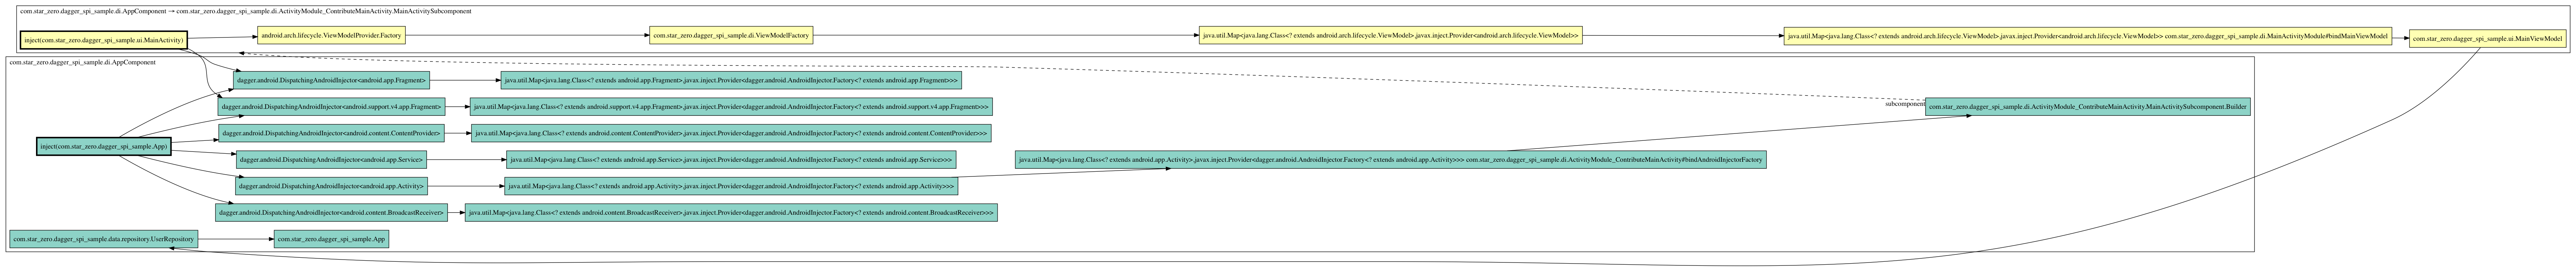 com.star_zero.dagger_spi_sample.di.AppComponent → com.star_zero.dagger_spi_sample.di.ActivityModule_ContributeMainActivity.MainActivitySubcomponent
inject(com.star_zero.dagger_spi_sample.ui.MainActivity)
android.arch.lifecycle.ViewModelProvider.Factory
com.star_zero.dagger_spi_sample.di.ViewModelFactory
java.util.Map<java.lang.Class<? extends android.arch.lifecycle.ViewModel>,javax.inject.Provider<android.arch.lifecycle.ViewModel>>
java.util.Map<java.lang.Class<? extends android.arch.lifecycle.ViewModel>,javax.inject.Provider<android.arch.lifecycle.ViewModel>> com.star_zero.dagger_spi_sample.di.MainActivityModule#bindMainViewModel
com.star_zero.dagger_spi_sample.ui.MainViewModel
com.star_zero.dagger_spi_sample.di.AppComponent
dagger.android.DispatchingAndroidInjector<android.app.Fragment>
java.util.Map<java.lang.Class<? extends android.app.Fragment>,javax.inject.Provider<dagger.android.AndroidInjector.Factory<? extends android.app.Fragment>>>
dagger.android.DispatchingAndroidInjector<android.support.v4.app.Fragment>
java.util.Map<java.lang.Class<? extends android.support.v4.app.Fragment>,javax.inject.Provider<dagger.android.AndroidInjector.Factory<? extends android.support.v4.app.Fragment>>>
subcomponent
com.star_zero.dagger_spi_sample.di.ActivityModule_ContributeMainActivity.MainActivitySubcomponent.Builder
dagger.android.DispatchingAndroidInjector<android.content.ContentProvider>
java.util.Map<java.lang.Class<? extends android.content.ContentProvider>,javax.inject.Provider<dagger.android.AndroidInjector.Factory<? extends android.content.ContentProvider>>>
inject(com.star_zero.dagger_spi_sample.App)
dagger.android.DispatchingAndroidInjector<android.app.Service>
java.util.Map<java.lang.Class<? extends android.app.Service>,javax.inject.Provider<dagger.android.AndroidInjector.Factory<? extends android.app.Service>>>
java.util.Map<java.lang.Class<? extends android.app.Activity>,javax.inject.Provider<dagger.android.AndroidInjector.Factory<? extends android.app.Activity>>> com.star_zero.dagger_spi_sample.di.ActivityModule_ContributeMainActivity#bindAndroidInjectorFactory
dagger.android.DispatchingAndroidInjector<android.app.Activity>
java.util.Map<java.lang.Class<? extends android.app.Activity>,javax.inject.Provider<dagger.android.AndroidInjector.Factory<? extends android.app.Activity>>>
dagger.android.DispatchingAndroidInjector<android.content.BroadcastReceiver>
java.util.Map<java.lang.Class<? extends android.content.BroadcastReceiver>,javax.inject.Provider<dagger.android.AndroidInjector.Factory<? extends android.content.BroadcastReceiver>>>
com.star_zero.dagger_spi_sample.data.repository.UserRepository
com.star_zero.dagger_spi_sample.App